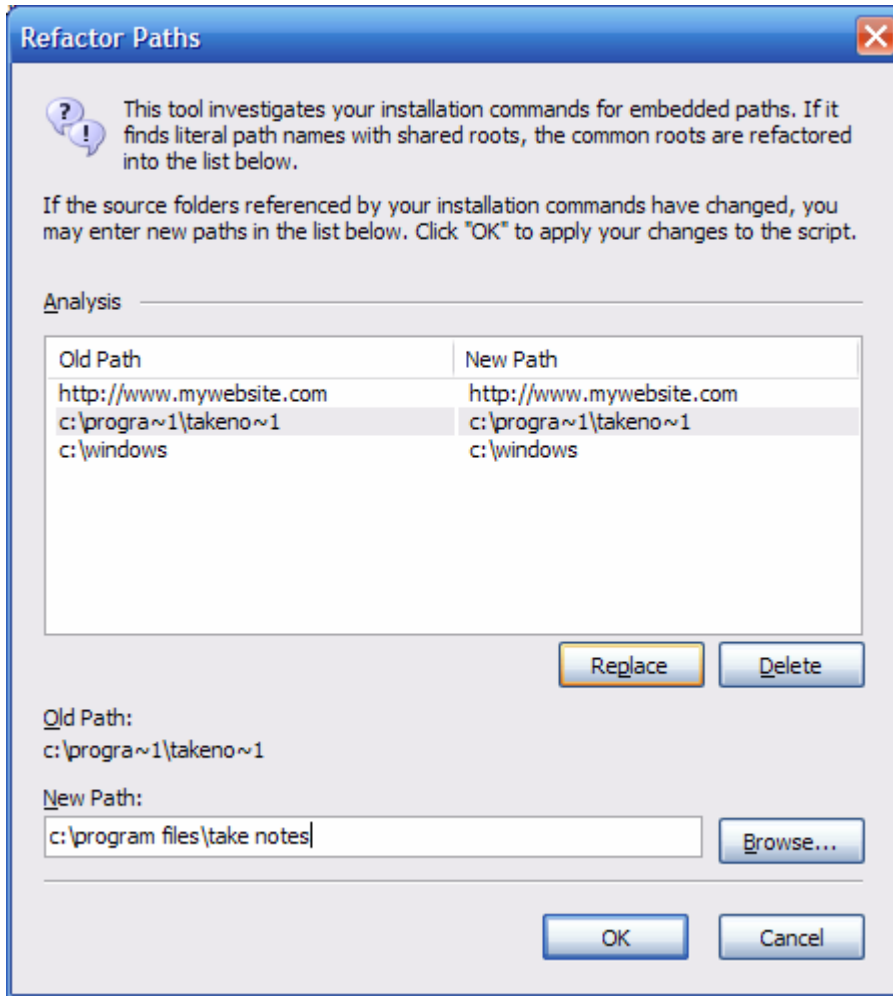 Refactor Paths
This tool investigates your installation commands for embedded paths. If it
finds literal path names with shared roots, the common roots are refactored
into the list below.
If the source folders referenced by your installation commands have changed, you
may enter new paths in the list below. Click "OK" to apply your changes to the script.
Analysis
Old Path New Path
http://www.mywebsite.com http://www.mywebsite.com
c:\progra~1\takeno~1 c:\progra~1\takeno~1
c:\windows c:\windows
Replace Delete
Old Path:
c:\progra~1\takeno~1
New Path:
c:\program files\take notes
Browse...
OK Cancel